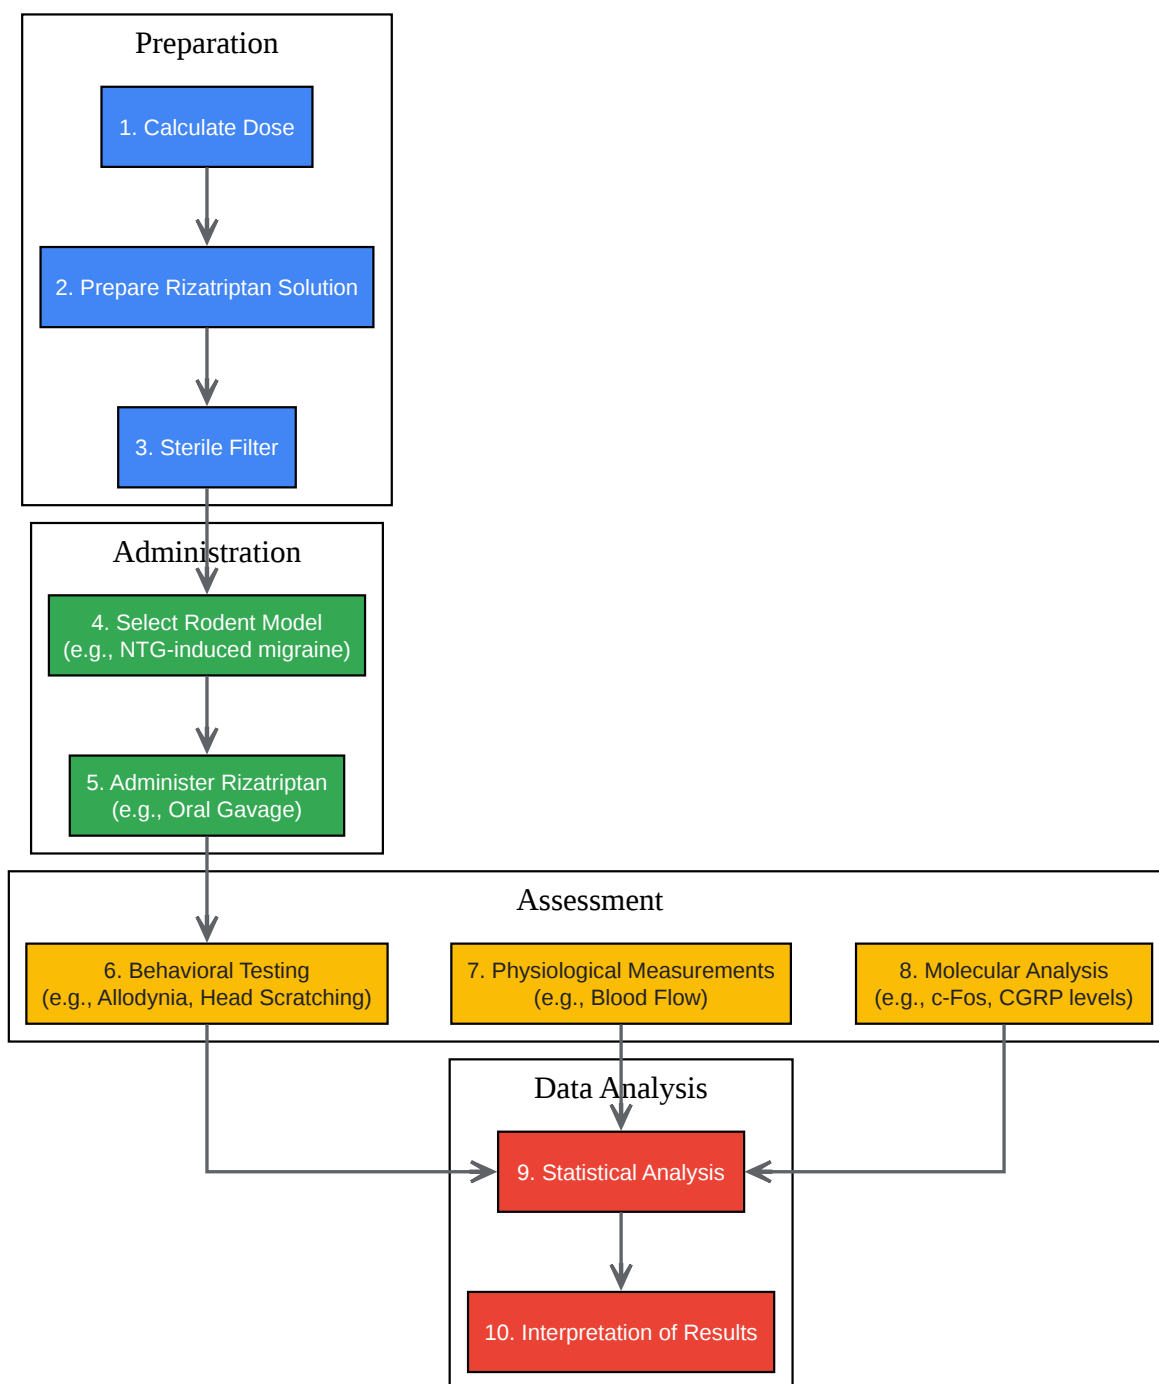 Preparation
1. Calculate Dose
2. Prepare Rizatriptan Solution
3. Sterile Filter
Administration
4. Select Rodent Model
(e.g., NTG-induced migraine)
5. Administer Rizatriptan
(e.g., Oral Gavage)
Assessment
6. Behavioral Testing
(e.g., Allodynia, Head Scratching)
7. Physiological Measurements
(e.g., Blood Flow)
8. Molecular Analysis
(e.g., c-Fos, CGRP levels)
Data Analysis
9. Statistical Analysis
10. Interpretation of Results